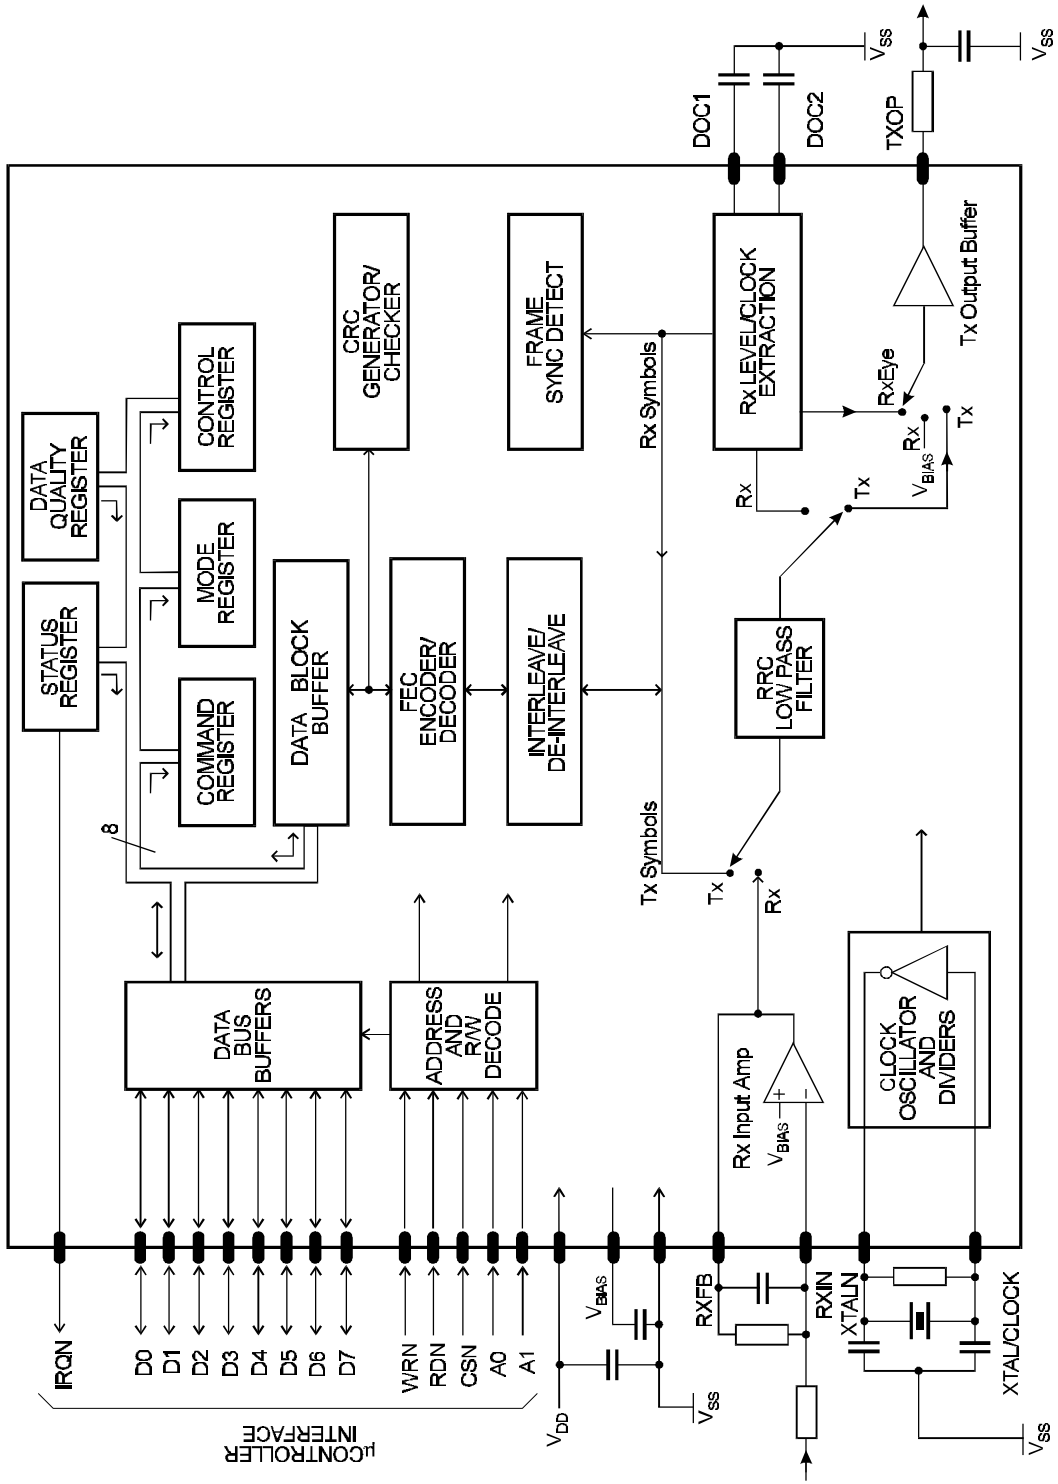 µCONTROLLER
INTERFACE
IRQN
D0
D1
D2
D3
D4
D5
D6
D7
WRN
RDN
CSN
A0
A1
VDD
VBIAS
VSS
RXFB
RXIN
XTALN
XTAL/CLOCK
VSS
DATA
BUS
BUFFERS
ADDRESS
AND
R/W
DECODE
Rx Input Amp
VBIAS
+
−
CLOCK
OSCILLATOR
AND
DIVIDERS
8
STATUS
REGISTER
DATA
QUALITY
REGISTER
COMMAND
REGISTER
MODE
REGISTER
CONTROL
REGISTER
DATA BLOCK
BUFFER
CRC
GENERATOR/
CHECKER
FEC
ENCODER/
DECODER
INTERLEAVE/
DE-INTERLEAVE
FRAME
SYNC DETECT
Tx Symbols
Rx Symbols
Tx
Rx
RRC
LOW PASS
FILTER
Rx
Tx
Rx LEVEL/CLOCK
EXTRACTION
RxEye
Rx
VBIAS
Tx
Tx Output Buffer
DOC1
DOC2
VSS
TXOP
VSS